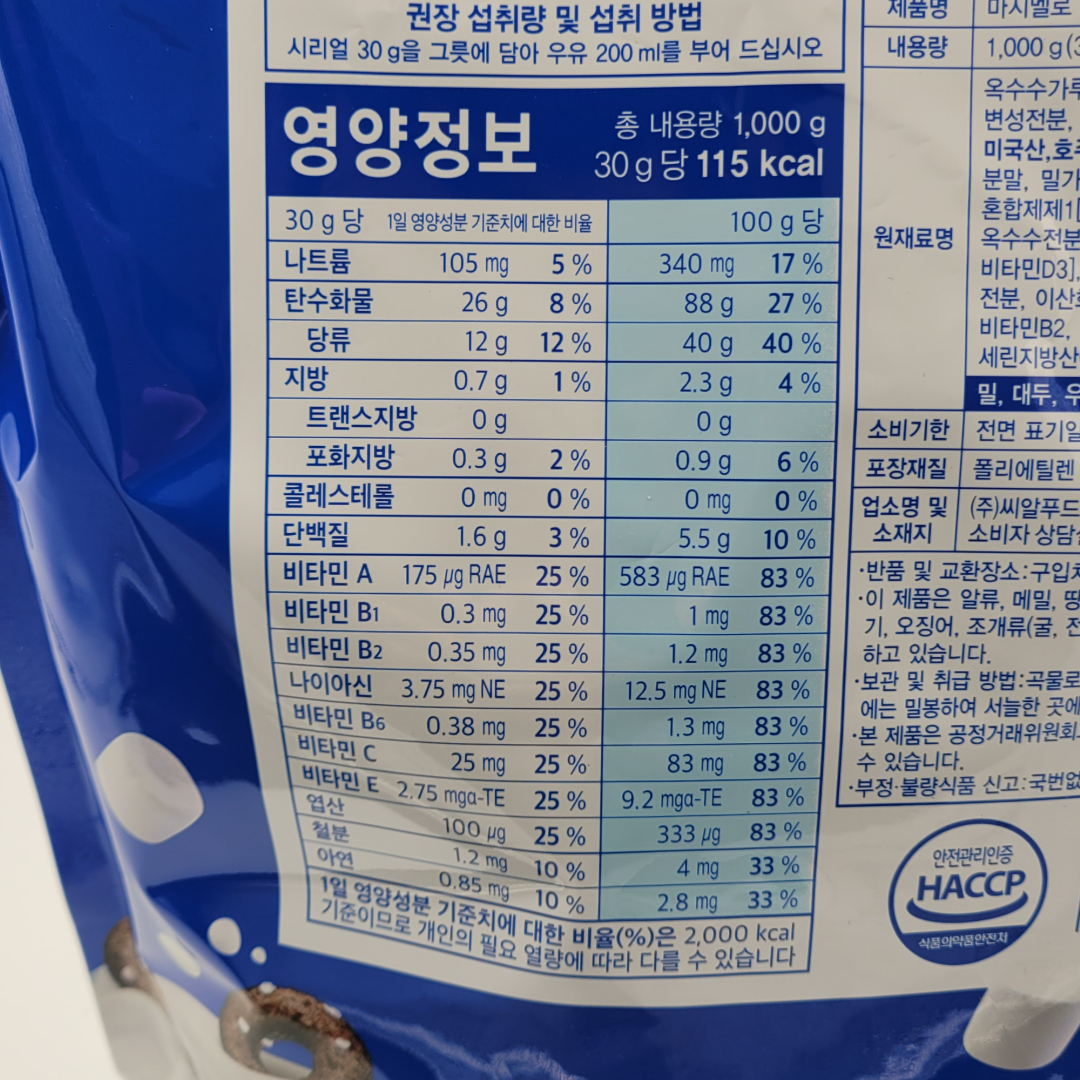 권장 섭취량 및 섭취 방법
시리얼 30 g을 그릇에 담아 우유 200 ml를 부어 드십시오
영양정보
총 내용량 1,000 g
30 g 당 115 kcal
30 g 당 1일 영양성분 기준치에 대한 비율 100 g 당
나트륨 105 mg 5 % 340 mg 17 %
탄수화물 26 g 8 % 88 g 27 %
당류 12 g 12 % 40 g 40 %
지방 0.7 g 1 % 2.3 g 4 %
트랜스지방 0 g 0 g
포화지방 0.3 g 2 % 0.9 g 6 %
콜레스테롤 0 mg 0 % 0 mg 0 %
단백질 1.6 g 3 % 5.5 g 10 %
비타민 A 175 μg RAE 25 % 583 μg RAE 83 %
비타민 B1 0.3 mg 25 % 1 mg 83 %
비타민 B2 0.35 mg 25 % 1.2 mg 83 %
나이아신 3.75 mg NE 25 % 12.5 mg NE 83 %
비타민 B6 0.38 mg 25 % 1.3 mg 83 %
비타민 C 25 mg 25 % 83 mg 83 %
비타민 E 2.75 mgα-TE 25 % 9.2 mgα-TE 83 %
엽산 100 μg 25 % 333 μg 83 %
철분 1.2 mg 10 % 4 mg 33 %
아연 0.85 mg 10 % 2.8 mg 33 %
1일 영양성분 기준치에 대한 비율(%)은 2,000 kcal
기준이므로 개인의 필요 열량에 따라 다를 수 있습니다
제품명 마시멜로
내용량 1,000 g
원재료명
옥수수가루
변성전분,
미국산, 호주
분말, 밀가
혼합제제1
옥수수전분
비타민D3],
전분, 이산
비타민B2,
세린지방산
밀, 대두, 우
소비기한 전면 표기일
포장재질 폴리에틸렌
업소명 및 소재지
(주)씨알푸드
소비자 상담
·반품 및 교환장소:구입처
·이 제품은 알류, 메밀, 땅
기, 오징어, 조개류(굴, 전
하고 있습니다.
·보관 및 취급 방법:곡물로
에는 밀봉하여 서늘한 곳에
·본 제품은 공정거래위원회
수 있습니다.
·부정·불량식품 신고:국번없
안전관리인증
HACCP
식품의약품안전처